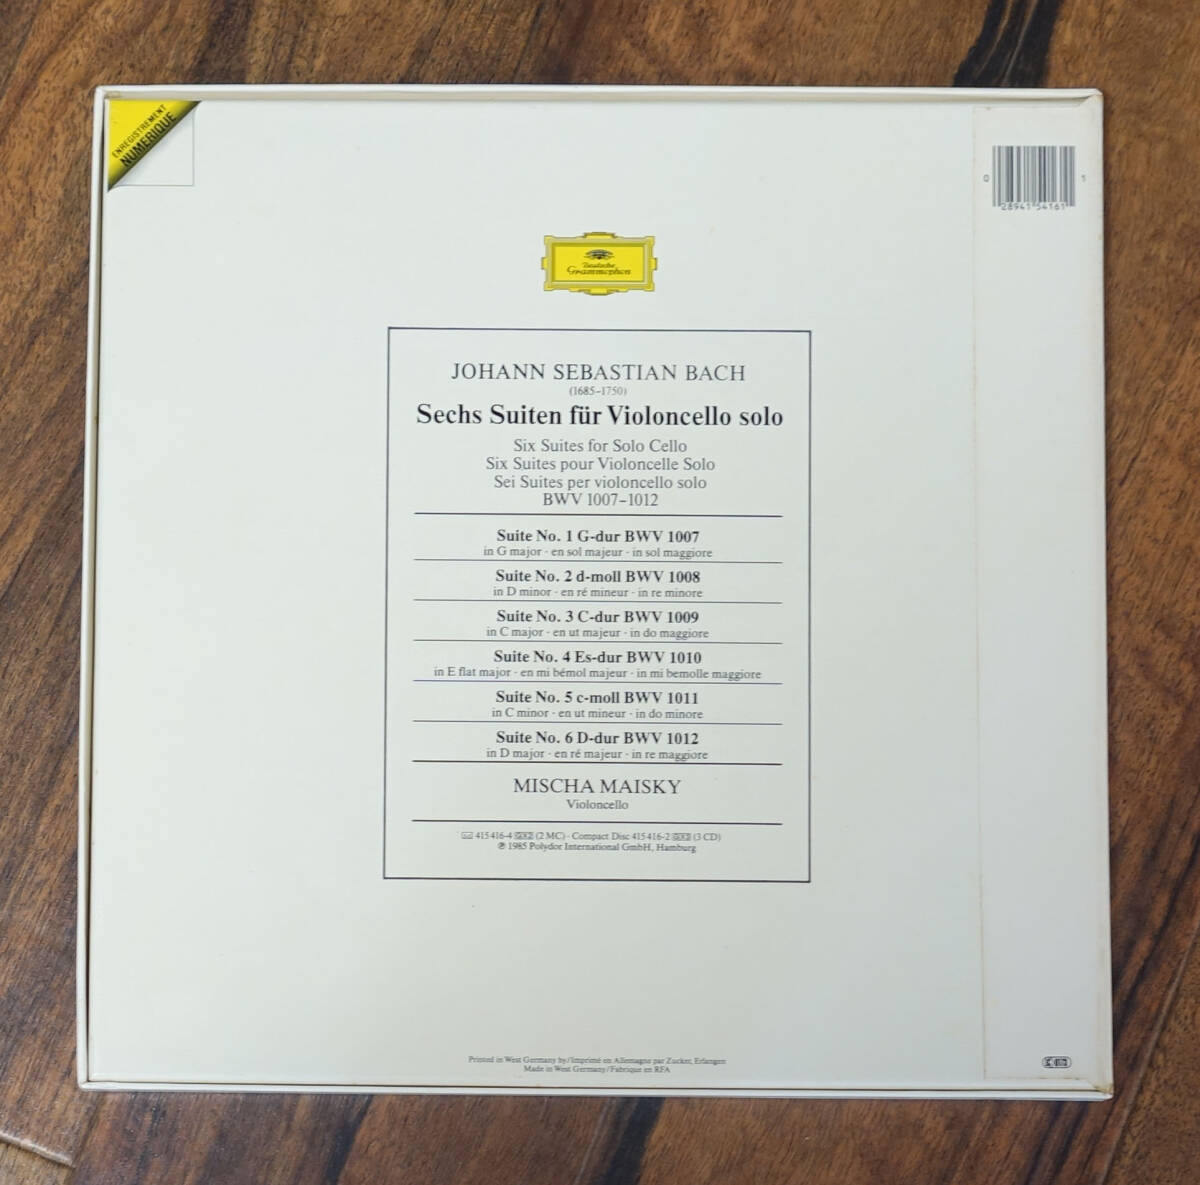 ENREGISTREMENT
NUMÉRIQUE
0 28941 54161 1
Deutsche
Grammophon
JOHANN SEBASTIAN BACH
(1685–1750)
Sechs Suiten für Violoncello solo
Six Suites for Solo Cello
Six Suites pour Violoncelle Solo
Sei Suites per violoncello solo
BWV 1007–1012
Suite No. 1 G-dur BWV 1007
in G major · en sol majeur · in sol maggiore
Suite No. 2 d-moll BWV 1008
in D minor · en ré mineur · in re minore
Suite No. 3 C-dur BWV 1009
in C major · en ut majeur · in do maggiore
Suite No. 4 Es-dur BWV 1010
in E flat major · en mi bémol majeur · in mi bemolle maggiore
Suite No. 5 c-moll BWV 1011
in C minor · en ut mineur · in do minore
Suite No. 6 D-dur BWV 1012
in D major · en ré majeur · in re maggiore
MISCHA MAISKY
Violoncello
415 416-4 (2 MC) · Compact Disc 415 416-2 (3 CD)
℗ 1985 Polydor International GmbH, Hamburg
Printed in West Germany by/Imprimé en Allemagne par Zucker, Erlangen
Made in West Germany/Fabriqué en RFA